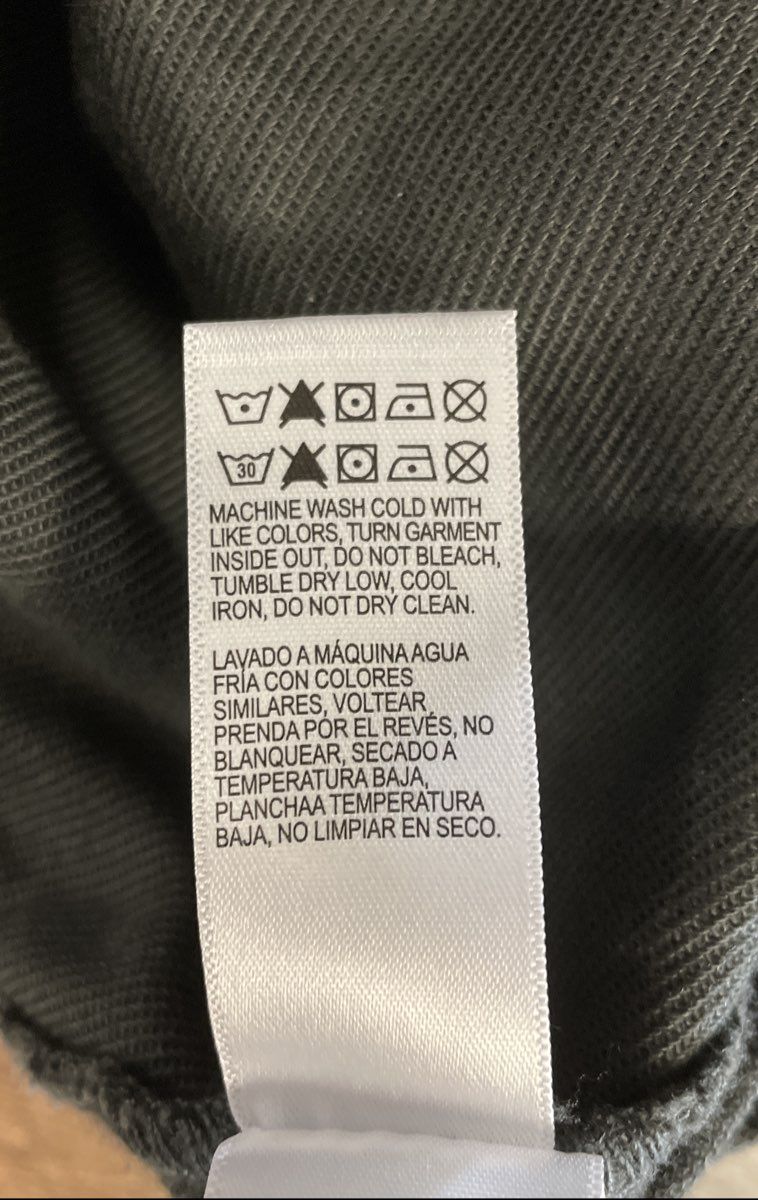 30
MACHINE WASH COLD WITH
LIKE COLORS, TURN GARMENT
INSIDE OUT, DO NOT BLEACH,
TUMBLE DRY LOW, COOL
IRON, DO NOT DRY CLEAN.
LAVADO A MÁQUINA AGUA
FRÍA CON COLORES
SIMILARES, VOLTEAR
PRENDA POR EL REVÉS, NO
BLANQUEAR, SECADO A
TEMPERATURA BAJA,
PLANCHAA TEMPERATURA
BAJA, NO LIMPIAR EN SECO.